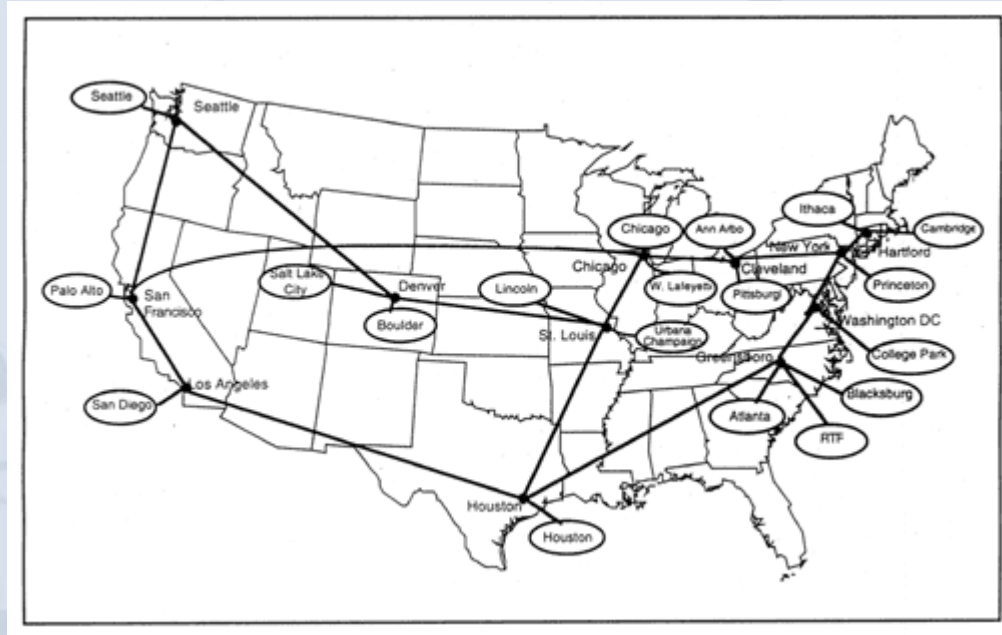 Seattle
Seattle
Ithaca
Cambridge
Chicago
Ann Arbo
New York
Hartford
Chicago
Cleveland
Salt Lake
City
Denver
Lincoln
W. Lafeyett
Pittsburgl
Princeton
Palo Alto
San
Francisco
Boulder
St. Louis
Urbana
Champaign
Washington DC
Greensboro
College Park
Los Angeles
Blacksburg
San Diego
Atlanta
RTF
Houston
Houston